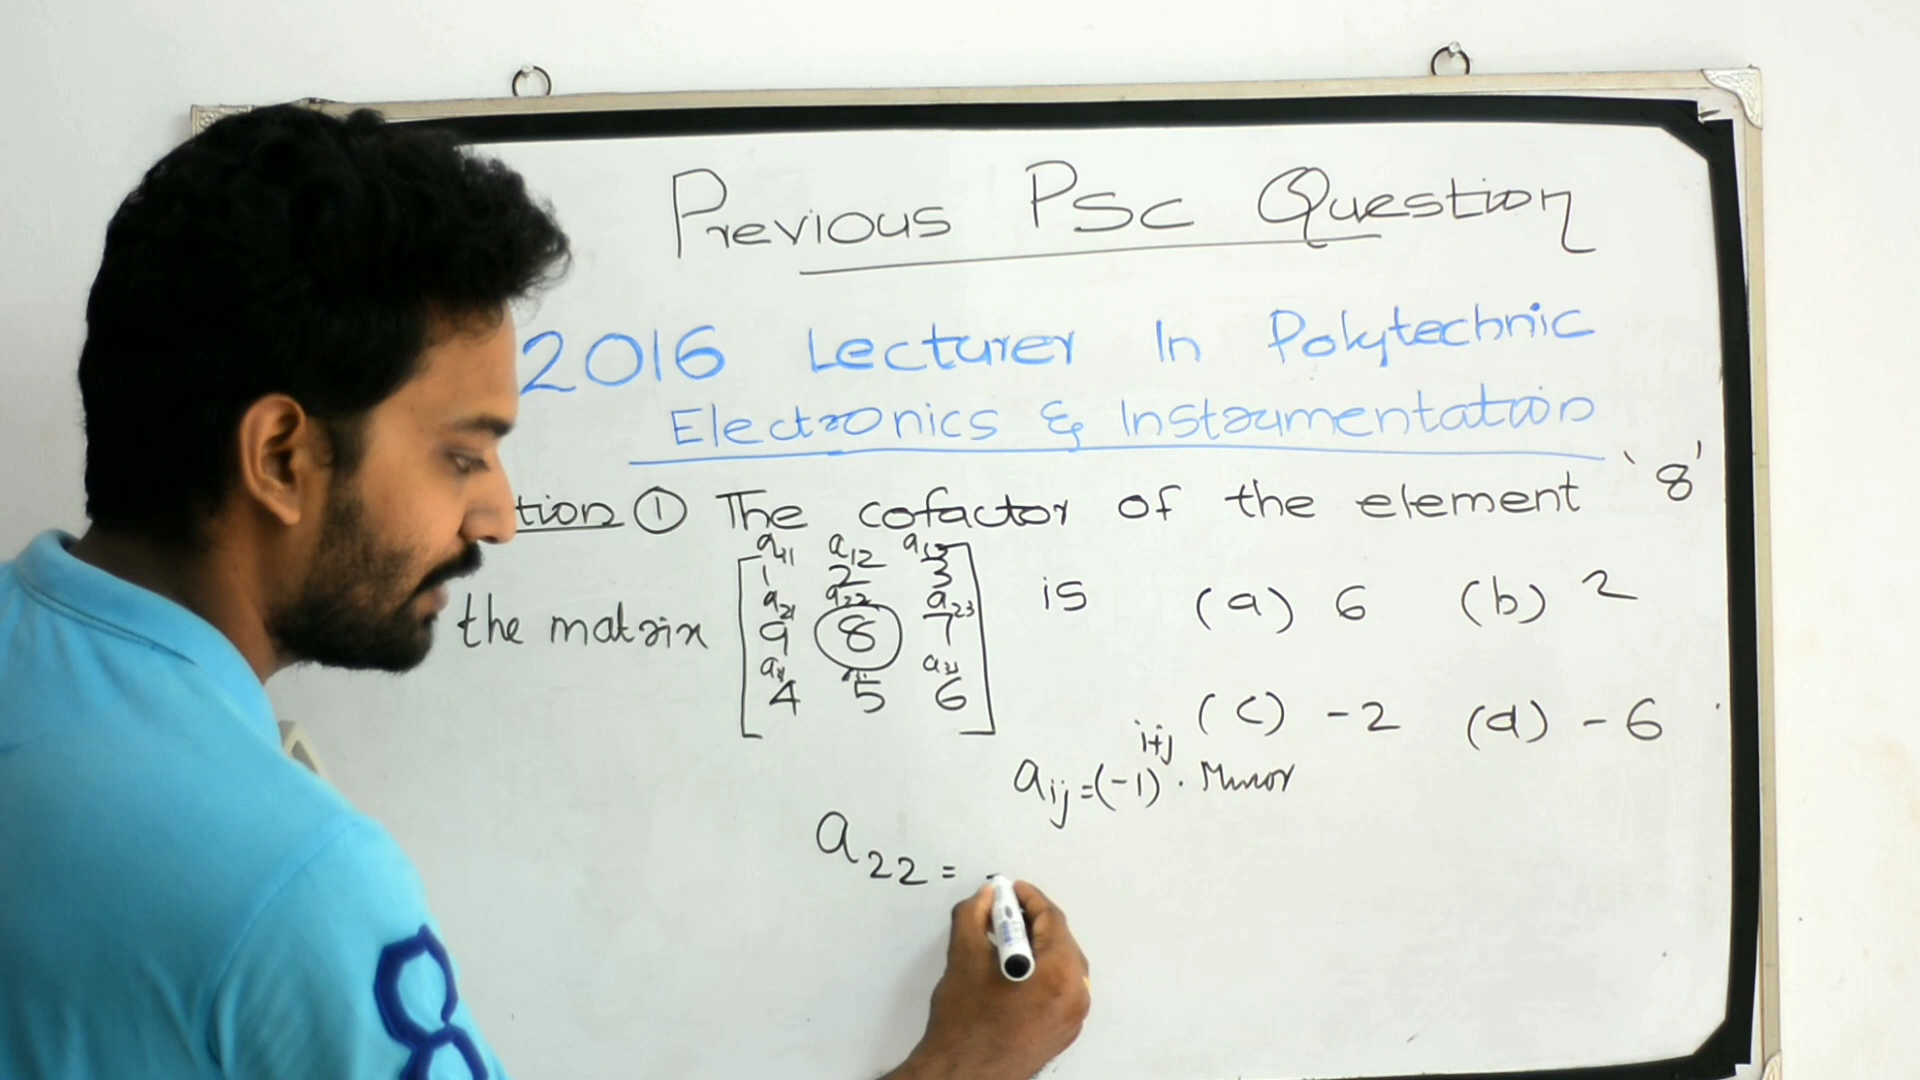 Previous PSC Question
2016 Lecturer In Polytechnic
Electronics & Instrumentation
tion ① The cofactor of the element '8'
a11 a12
1 2 3
a21 a22 a23
the matrix 9 8 7 is (a) 6 (b) 2
4 5 6 (c) -2 (d) -6
aij=(-1)i+j . Minor
a22 = -